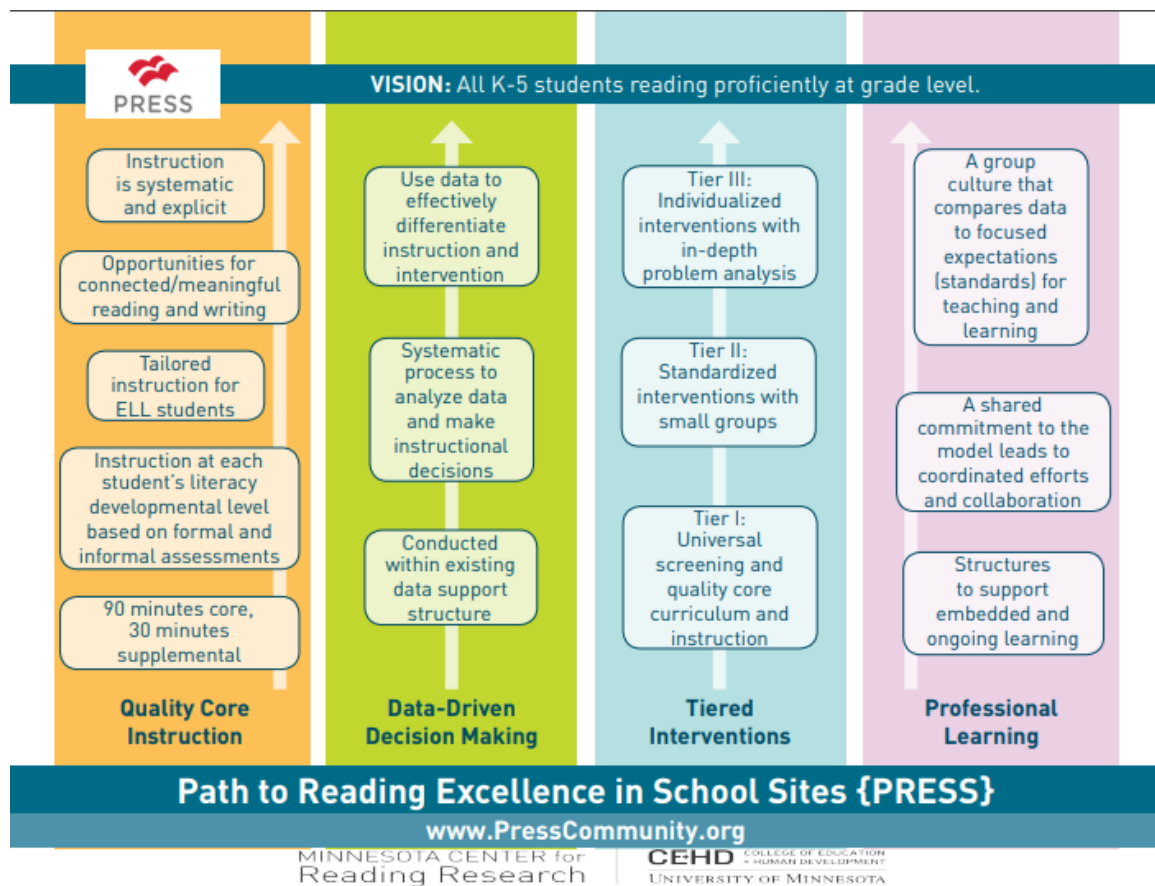 PRESS
VISION: All K-5 students reading proficiently at grade level.
Instruction
is systematic
and explicit
Opportunities for
connected/meaningful
reading and writing
Tailored
instruction for
ELL students
Instruction at each
student's literacy
developmental level
based on formal and
informal assessments
90 minutes core,
30 minutes
supplemental
Quality Core
Instruction
Use data to
effectively
differentiate
instruction and
intervention
Systematic
process to
analyze data
and make
instructional
decisions
Conducted
within existing
data support
structure
Data-Driven
Decision Making
Tier III:
Individualized
interventions with
in-depth
problem analysis
Tier II:
Standardized
interventions with
small groups
Tier I:
Universal
screening and
quality core
curriculum and
instruction
Tiered
Interventions
A group
culture that
compares data
to focused
expectations
(standards) for
teaching and
learning
A shared
commitment to the
model leads to
coordinated efforts
and collaboration
Structures
to support
embedded and
ongoing learning
Professional
Learning
Path to Reading Excellence in School Sites {PRESS}
www.PressCommunity.org
MINNESOTA CENTER for
Reading Research
CEHD
COLLEGE OF EDUCATION
+ HUMAN DEVELOPMENT
UNIVERSITY OF MINNESOTA